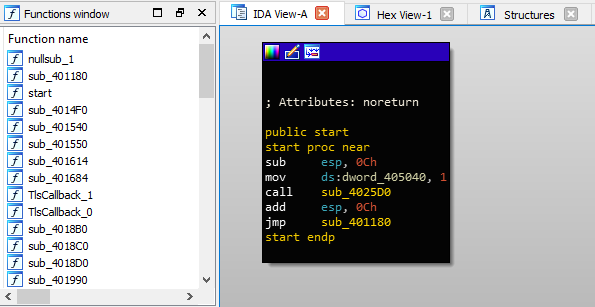 Functions window
Function name
nullsub_1
sub_401180
start
sub_4014F0
sub_401540
sub_401550
sub_401614
sub_401684
TlsCallback_1
TlsCallback_0
sub_4018B0
sub_4018C0
sub_4018D0
sub_401990
IDA View-A
Hex View-1
Structures
; Attributes: noreturn
public start
start proc near
sub esp, 0Ch
mov ds:dword_405040, 1
call sub_4025D0
add esp, 0Ch
jmp sub_401180
start endp